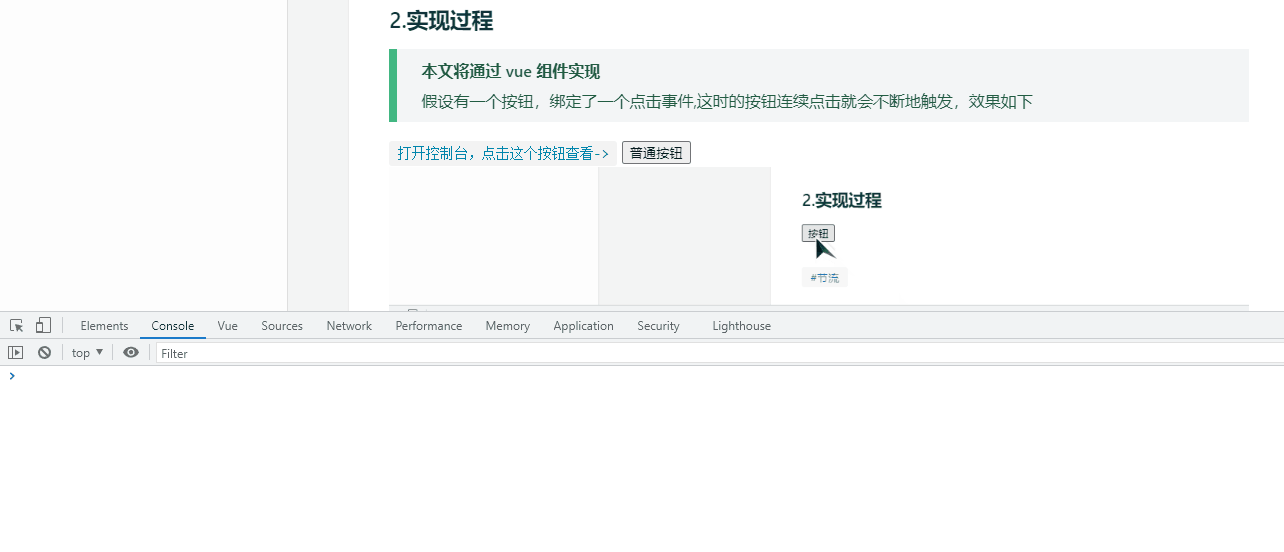 2.实现过程
本文将通过 vue 组件实现
假设有一个按钮，绑定了一个点击事件,这时的按钮连续点击就会不断地触发，效果如下
打开控制台，点击这个按钮查看-> 普通按钮
2.实现过程
按钮
#节流
Elements Console Vue Sources Network Performance Memory Application Security Lighthouse
top ▼ Filter
>